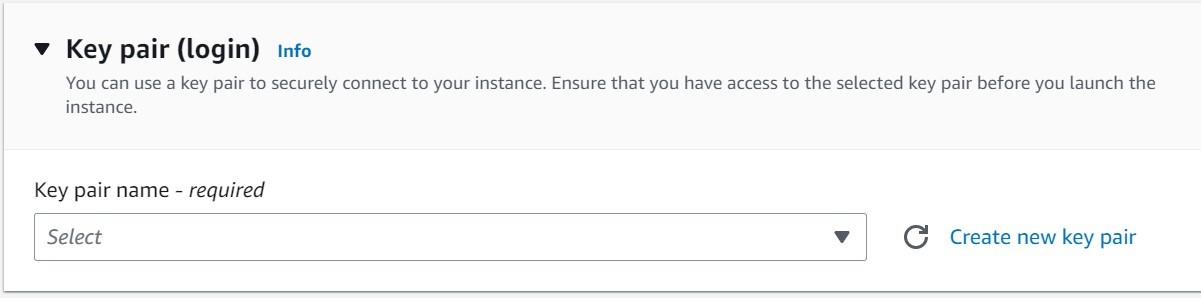 Key pair (login) Info
You can use a key pair to securely connect to your instance. Ensure that you have access to the selected key pair before you launch the
instance.
Key pair name - required
Select
Create new key pair